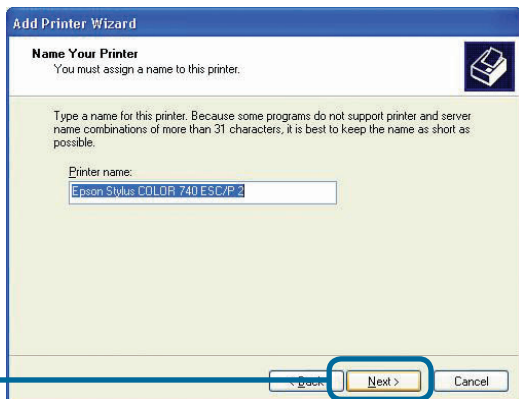 Add Printer Wizard
Name Your Printer
You must assign a name to this printer.
Type a name for this printer. Because some programs do not support printer and server
name combinations of more than 31 characters, it is best to keep the name as short as
possible.
Printer name:
Epson Stylus COLOR 740 ESC/P 2
< Back Next > Cancel